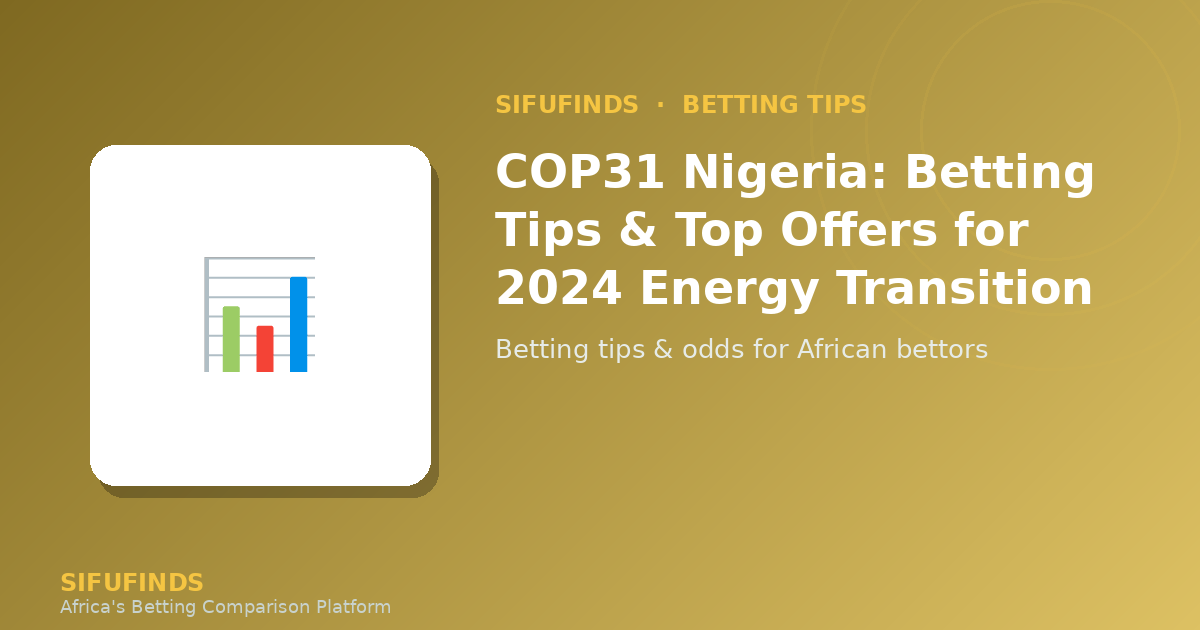 SIFUFINDS · BETTING TIPS
COP31 Nigeria: Betting
Tips & Top Offers for
2024 Energy Transition
Betting tips & odds for African bettors
SIFUFINDS
Africa's Betting Comparison Platform